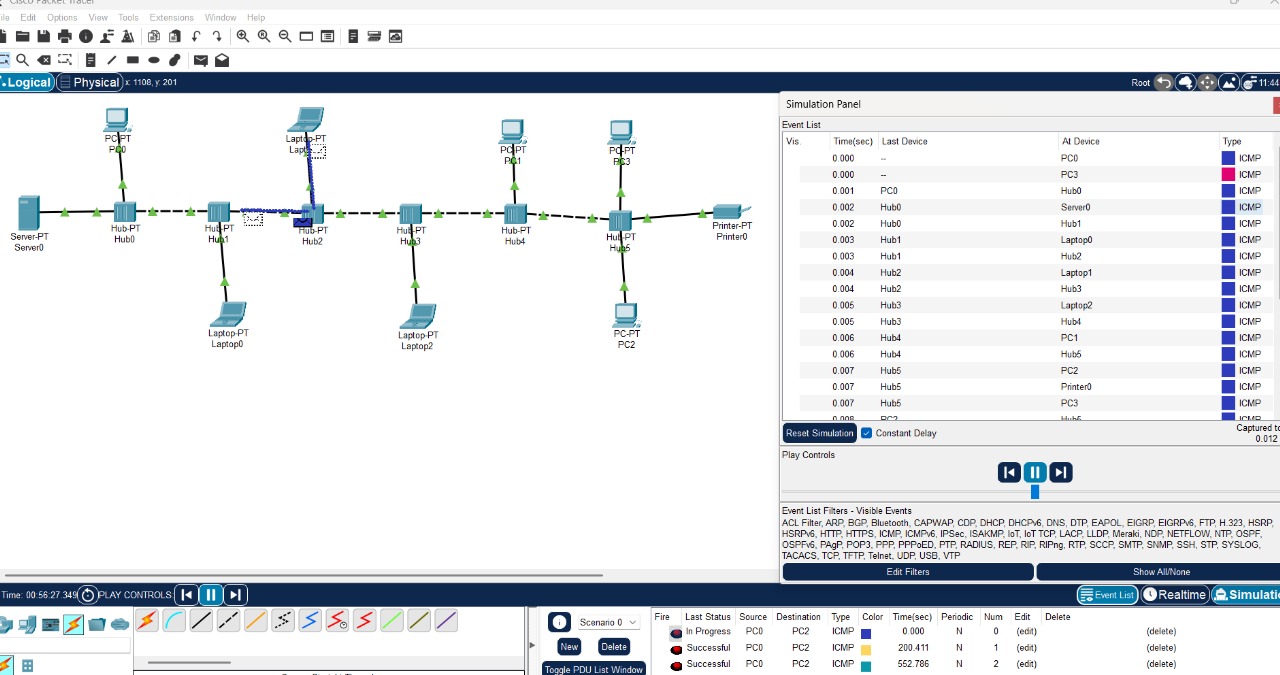 Cisco Packet Tracer
File Edit Options View Tools Extensions Window Help
Logical Physical x: 1108, y: 201 Root 11:44
PC-PT
PC0
Server-PT
Server0
Hub-PT
Hub0
Hub-PT
Hub1
Laptop-PT
Laptop0
Laptop-PT
Hub-PT
Hub2
Hub-PT
Hub3
Laptop-PT
Laptop2
PC-PT
PC1
Hub-PT
Hub4
PC-PT
PC3
Hub-PT
Hub5
Printer-PT
Printer0
PC-PT
PC2
Simulation Panel
Event List
Vis. Time(sec) Last Device At Device Type
0.000 -- PC0 ICMP
0.000 -- PC3 ICMP
0.001 PC0 Hub0 ICMP
0.002 Hub0 Server0 ICMP
0.002 Hub0 Hub1 ICMP
0.003 Hub1 Laptop0 ICMP
0.003 Hub1 Hub2 ICMP
0.004 Hub2 Laptop1 ICMP
0.004 Hub2 Hub3 ICMP
0.005 Hub3 Laptop2 ICMP
0.005 Hub3 Hub4 ICMP
0.006 Hub4 PC1 ICMP
0.006 Hub4 Hub5 ICMP
0.007 Hub5 PC2 ICMP
0.007 Hub5 Printer0 ICMP
0.007 Hub5 PC3 ICMP
0.008 PC2 Hub5 ICMP
Reset Simulation Constant Delay Captured to
0.012
Play Controls
Event List Filters - Visible Events
ACL Filter, ARP, BGP, Bluetooth, CAPWAP, CDP, DHCP, DHCPv6, DNS, DTP, EAPOL, EIGRP, EIGRPv6, FTP, H.323, HSRP,
HSRPv6, HTTP, HTTPS, ICMP, ICMPv6, IPSec, ISAKMP, IoT, IoT TCP, LACP, LLDP, Meraki, NDP, NETFLOW, NTP, OSPF,
OSPFv6, PAgP, POP3, PPP, PPPoED, PTP, RADIUS, REP, RIP, RIPng, RTP, SCCP, SMTP, SNMP, SSH, STP, SYSLOG,
TACACS, TCP, TFTP, Telnet, UDP, USB, VTP
Edit Filters Show All/None
Time: 00:56:27.349 PLAY CONTROLS: Event List Realtime Simulatio
Scenario 0
New Delete
Toggle PDU List Window
Fire Last Status Source Destination Type Color Time(sec) Periodic Num Edit Delete
In Progress PC0 PC2 ICMP 0.000 N 0 (edit) (delete)
Successful PC0 PC2 ICMP 200.411 N 1 (edit) (delete)
Successful PC0 PC2 ICMP 552.786 N 2 (edit) (delete)